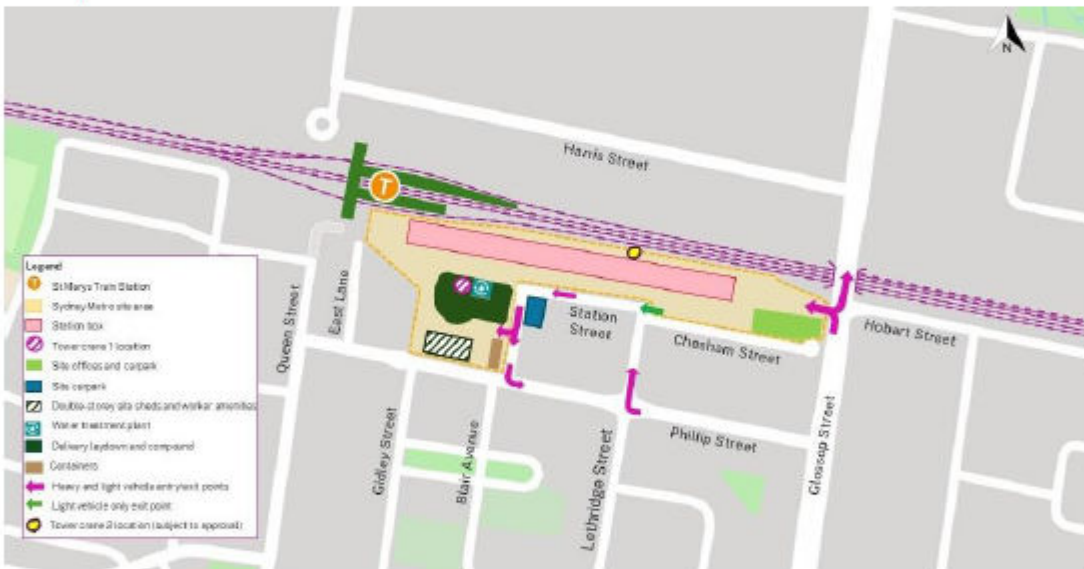 N
Harris Street
T
Legend
St Marys Train Station
Sydney Metro site area
Station box
Tower crane 1 location
Site offices and carpark
Site carpark
Double-storey site sheds and worker amenities
Water treatment plant
Delivery laydown and compound
Containers
Heavy and light vehicle entry/exit points
Light vehicle only exit point
Tower crane 2 location (subject to approval)
Queen Street
East Lane
Station
Street
Chesham Street
Hobart Street
Gidley Street
Blair Avenue
Lethridge Street
Phillip Street
Glossop Street